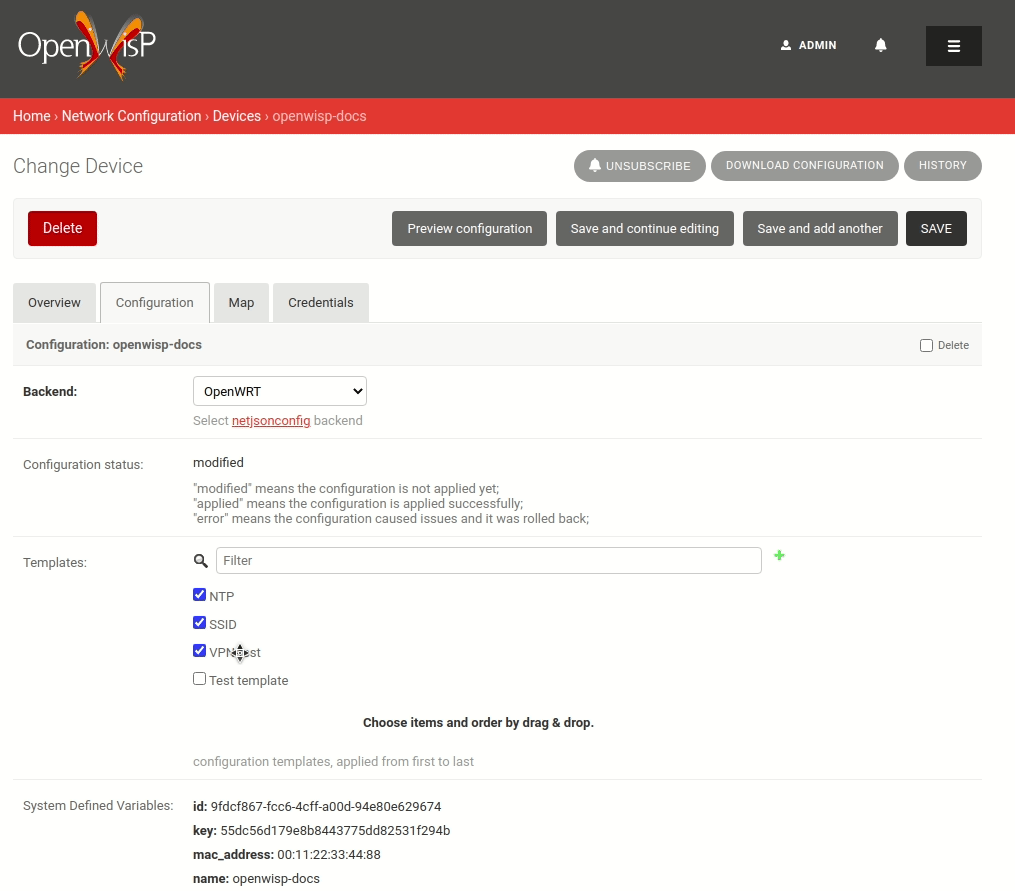 OpenWISP
ADMIN
Home › Network Configuration › Devices › openwisp-docs
Change Device
UNSUBSCRIBE
DOWNLOAD CONFIGURATION
HISTORY
Delete
Preview configuration
Save and continue editing
Save and add another
SAVE
Overview
Configuration
Map
Credentials
Configuration: openwisp-docs
Delete
Backend:
OpenWRT
Select netjsonconfig backend
Configuration status:
modified
"modified" means the configuration is not applied yet;
"applied" means the configuration is applied successfully;
"error" means the configuration caused issues and it was rolled back;
Templates:
Filter
NTP
SSID
Test template
Choose items and order by drag & drop.
configuration templates, applied from first to last
System Defined Variables:
id: 9fdcf867-fcc6-4cff-a00d-94e80e629674
key: 55dc56d179e8b8443775dd82531f294b
mac_address: 00:11:22:33:44:88
name: openwisp-docs